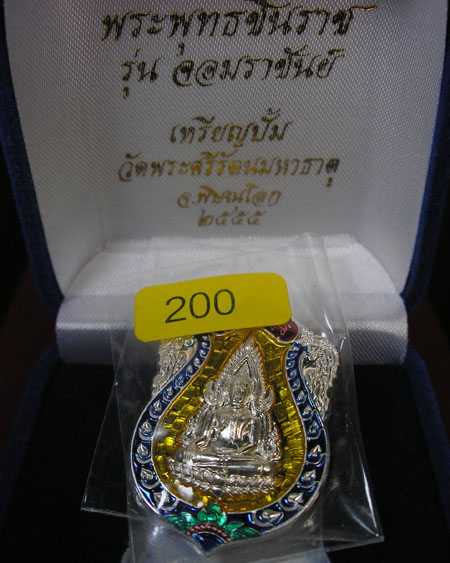 พระพุทธชินราช
รุ่น จอมราชันย์
เหรียญปั้ม
วัดพระศรีรัตนมหาธาตุ
จ.พิษณุโลก
๒๕๕๕
200